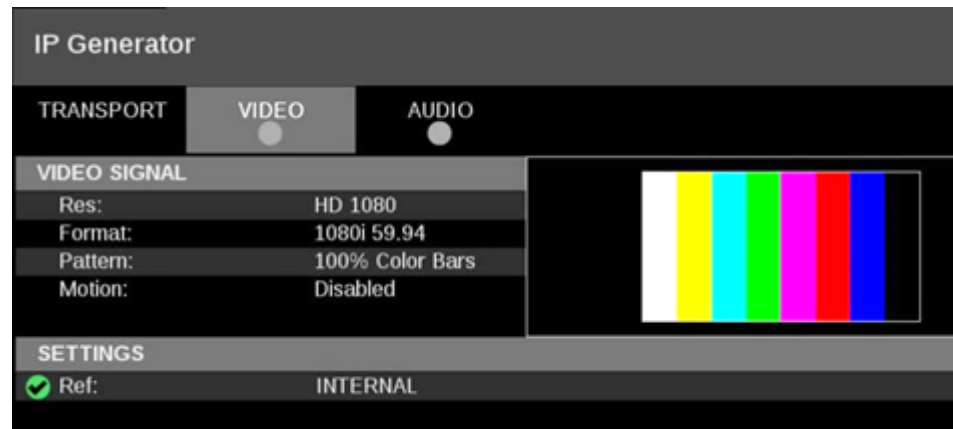 IP Generator
TRANSPORT VIDEO AUDIO
VIDEO SIGNAL
Res: HD 1080
Format: 1080i 59.94
Pattern: 100% Color Bars
Motion: Disabled
SETTINGS
Ref: INTERNAL